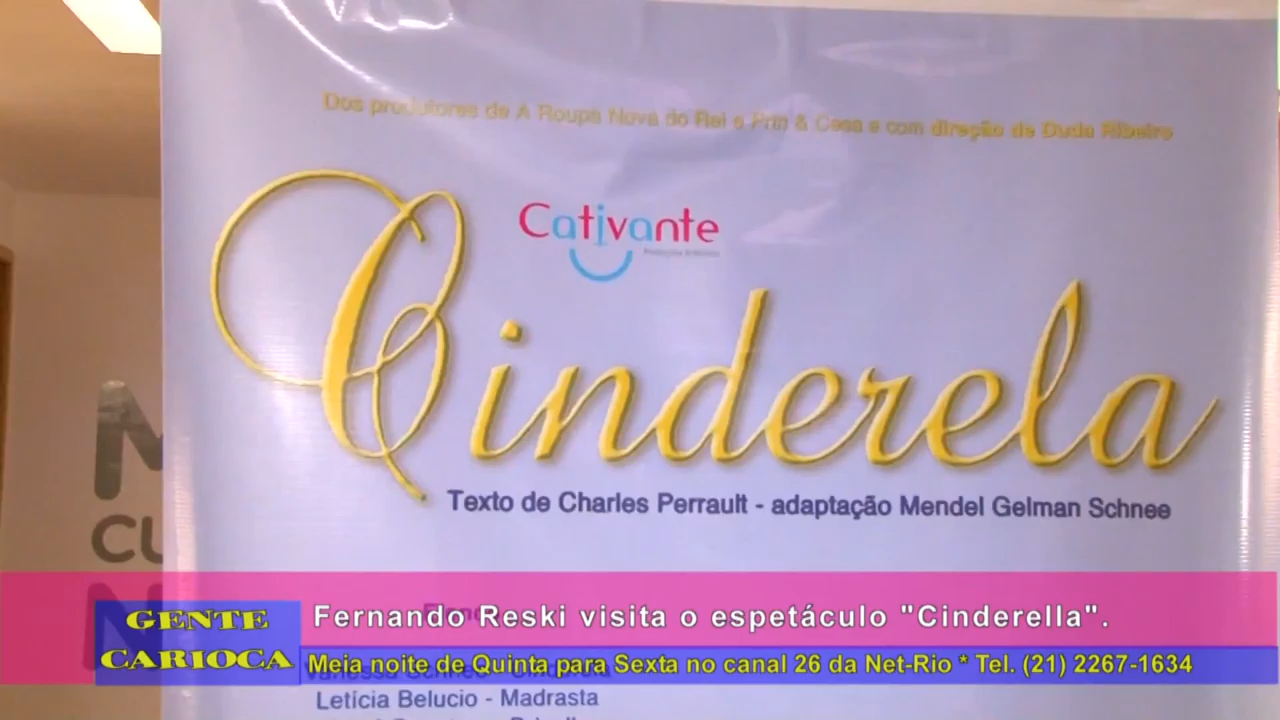 Dos produtores de A Roupa Nova do Rei e Prin & Cesa e com direção de Duda Ribeiro
Cativante
Cinderela
Texto de Charles Perrault - adaptação Mendel Gelman Schnee
CU
Fernando Reski visita o espetáculo "Cinderella".
GENTE
CARIOCA
Meia noite de Quinta para Sexta no canal 26 da Net-Rio * Tel. (21) 2267-1634
Letícia Belucio - Madrasta